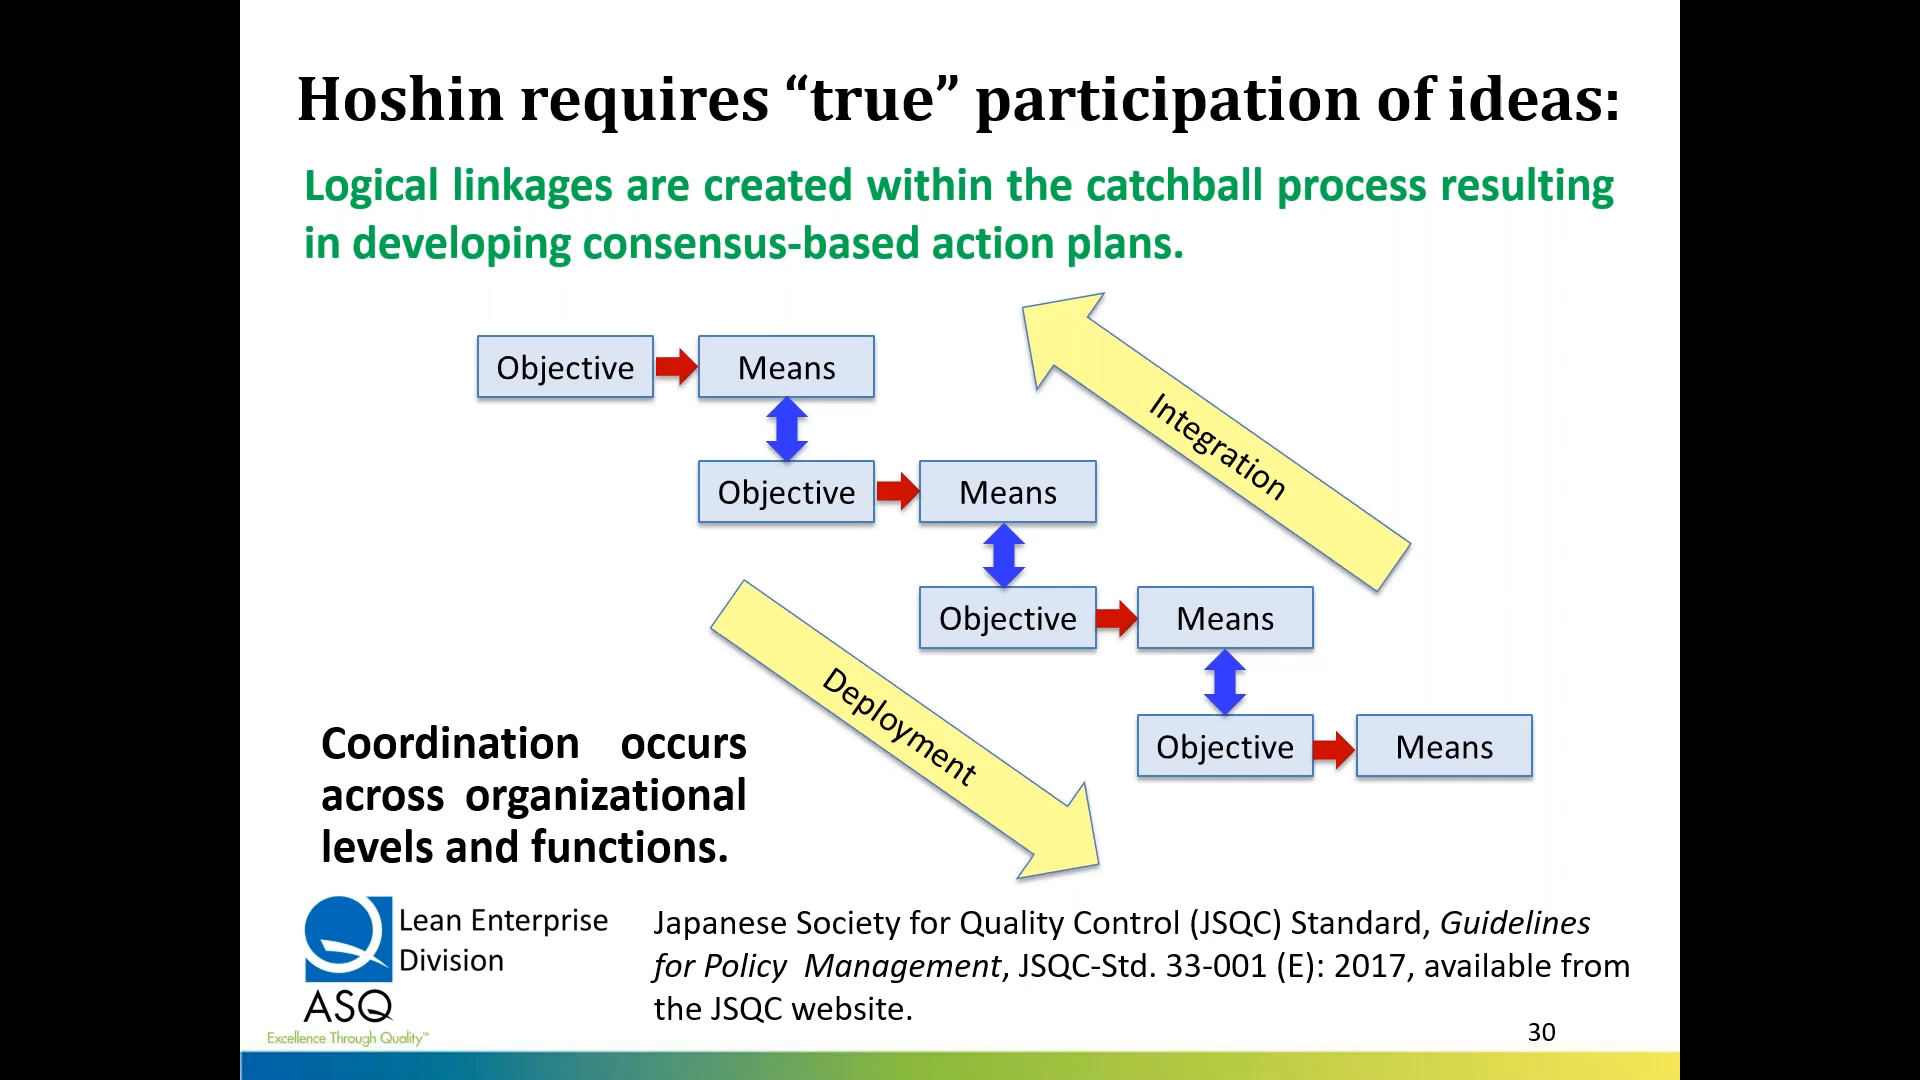 Hoshin requires “true” participation of ideas:
Logical linkages are created within the catchball process resulting
in developing consensus-based action plans.
Objective
Means
Objective
Means
Objective
Means
Objective
Means
Integration
Deployment
Coordination occurs
across organizational
levels and functions.
Lean Enterprise
Division
ASQ
Excellence Through Quality™
Japanese Society for Quality Control (JSQC) Standard, Guidelines
for Policy Management, JSQC-Std. 33-001 (E): 2017, available from
the JSQC website.
30